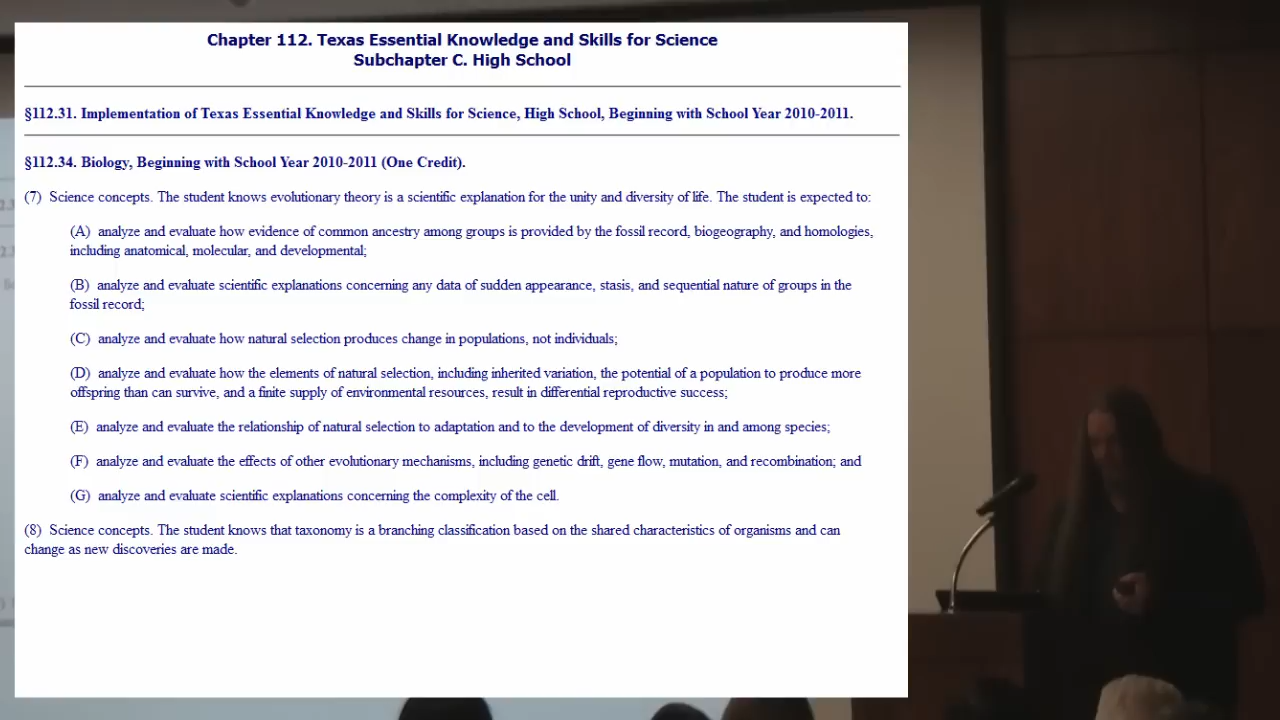 Chapter 112. Texas Essential Knowledge and Skills for Science
Subchapter C. High School
§112.31. Implementation of Texas Essential Knowledge and Skills for Science, High School, Beginning with School Year 2010-2011.
§112.34. Biology, Beginning with School Year 2010-2011 (One Credit).
(7) Science concepts. The student knows evolutionary theory is a scientific explanation for the unity and diversity of life. The student is expected to:
(A) analyze and evaluate how evidence of common ancestry among groups is provided by the fossil record, biogeography, and homologies,
including anatomical, molecular, and developmental;
(B) analyze and evaluate scientific explanations concerning any data of sudden appearance, stasis, and sequential nature of groups in the
fossil record;
(C) analyze and evaluate how natural selection produces change in populations, not individuals;
(D) analyze and evaluate how the elements of natural selection, including inherited variation, the potential of a population to produce more
offspring than can survive, and a finite supply of environmental resources, result in differential reproductive success;
(E) analyze and evaluate the relationship of natural selection to adaptation and to the development of diversity in and among species;
(F) analyze and evaluate the effects of other evolutionary mechanisms, including genetic drift, gene flow, mutation, and recombination; and
(G) analyze and evaluate scientific explanations concerning the complexity of the cell.
(8) Science concepts. The student knows that taxonomy is a branching classification based on the shared characteristics of organisms and can
change as new discoveries are made.